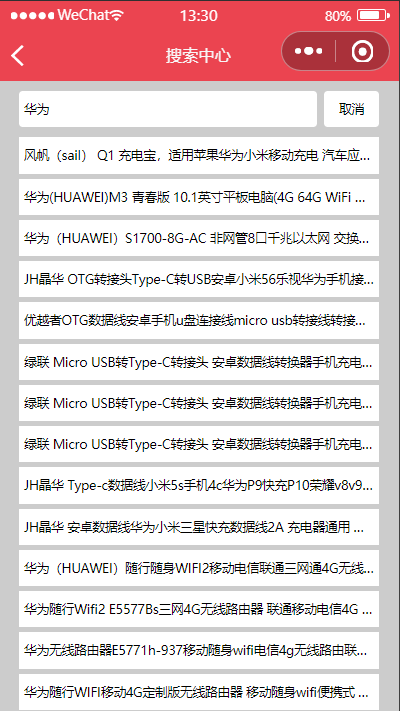 WeChat 13:30 80%
搜索中心
华为 取消
风帆（sail） Q1 充电宝，适用苹果华为小米移动充电 汽车应...
华为(HUAWEI)M3 青春版 10.1英寸平板电脑(4G 64G WiFi ...
华为（HUAWEI）S1700-8G-AC 非网管8口千兆以太网 交换...
JH晶华 OTG转接头Type-C转USB安卓小米56乐视华为手机接...
优越者OTG数据线安卓手机u盘连接线micro usb转接线转接...
绿联 Micro USB转Type-C转接头 安卓数据线转换器手机充电...
绿联 Micro USB转Type-C转接头 安卓数据线转换器手机充电...
绿联 Micro USB转Type-C转接头 安卓数据线转换器手机充电...
JH晶华 Type-c数据线小米5s手机4c华为P9快充P10荣耀v8v9...
JH晶华 安卓数据线华为小米三星快充数据线2A 充电器通用 ...
华为（HUAWEI）随行随身WIFI2移动电信联通三网通4G无线...
华为随行Wifi2 E5577Bs三网4G无线路由器 联通移动电信4G ...
华为无线路由器E5771h-937移动随身wifi电信4g无线路由联...
华为随行WIFI移动4G定制版无线路由器 移动随身wifi便携式 ...